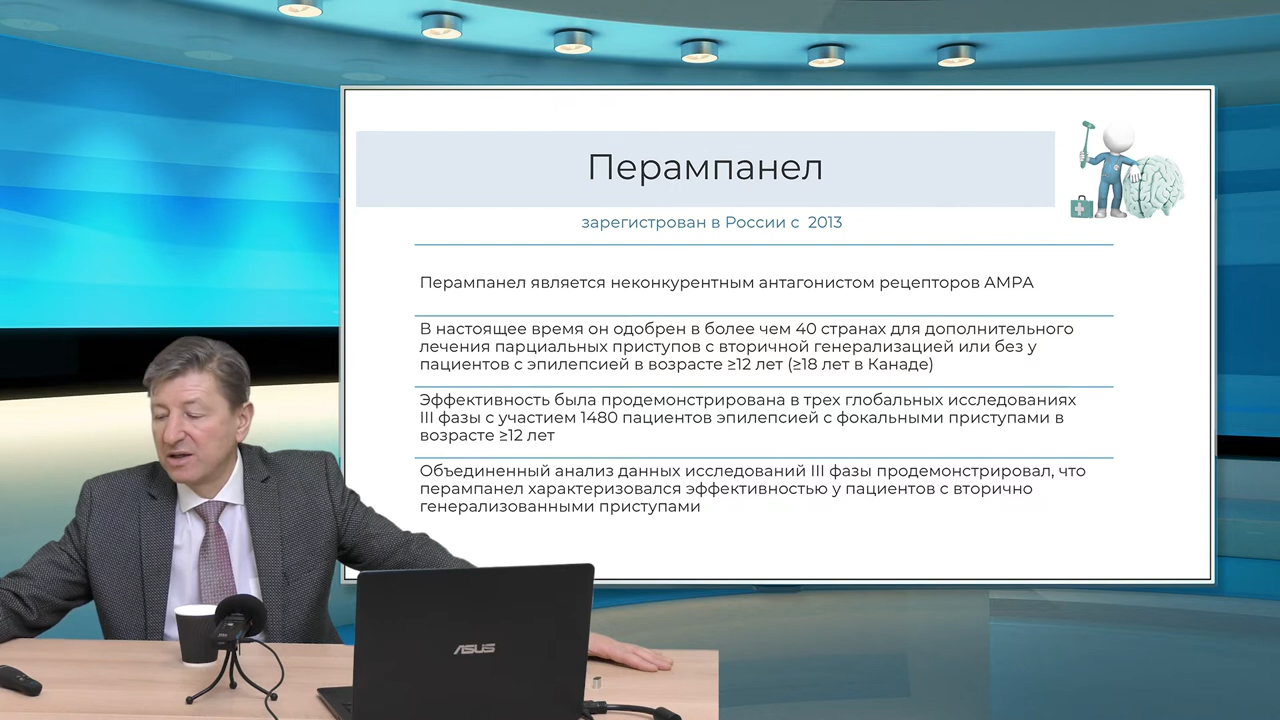 Перампанел
зарегистрирован в России с 2013
Перампанел является неконкурентным антагонистом рецепторов АМРА
В настоящее время он одобрен в более чем 40 странах для дополнительного
лечения парциальных приступов с вторичной генерализацией или без у
пациентов с эпилепсией в возрасте ≥12 лет (≥18 лет в Канаде)
Эффективность была продемонстрирована в трех глобальных исследованиях
III фазы с участием 1480 пациентов эпилепсией с фокальными приступами в
возрасте ≥12 лет
Объединенный анализ данных исследований III фазы продемонстрировал, что
перампанел характеризовался эффективностью у пациентов с вторично
генерализованными приступами
ASUS